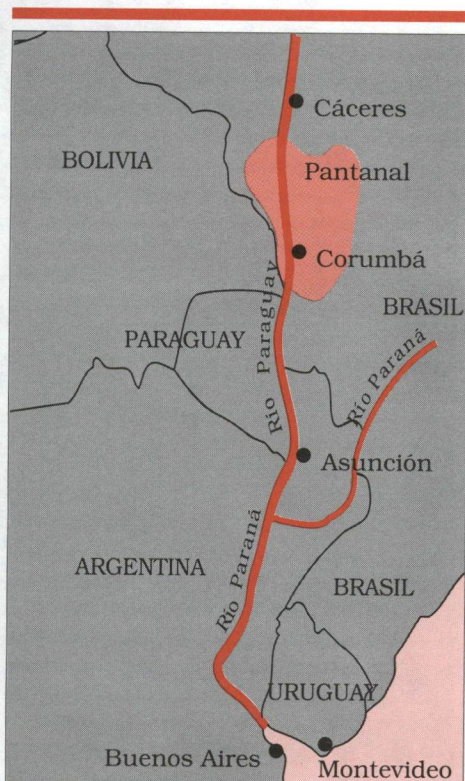 Cáceres
BOLIVIA
Pantanal
Corumbá
Río Paraguay
BRASIL
PARAGUAY
Río Paraná
Asunción
Río Paraná
ARGENTINA
BRASIL
URUGUAY
Buenos Aires
Montevideo